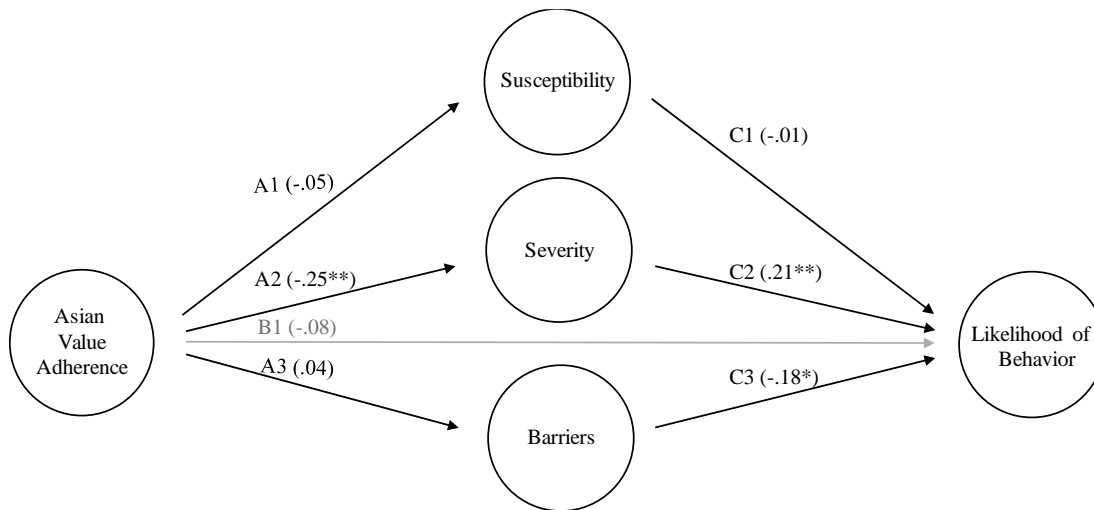 Susceptibility
C1 (-.01)
A1 (-.05)
Severity
A2 (-.25**)
C2 (.21**)
Asian
Value
Adherence
B1 (-.08)
Likelihood of
Behavior
A3 (.04)
C3 (-.18*)
Barriers